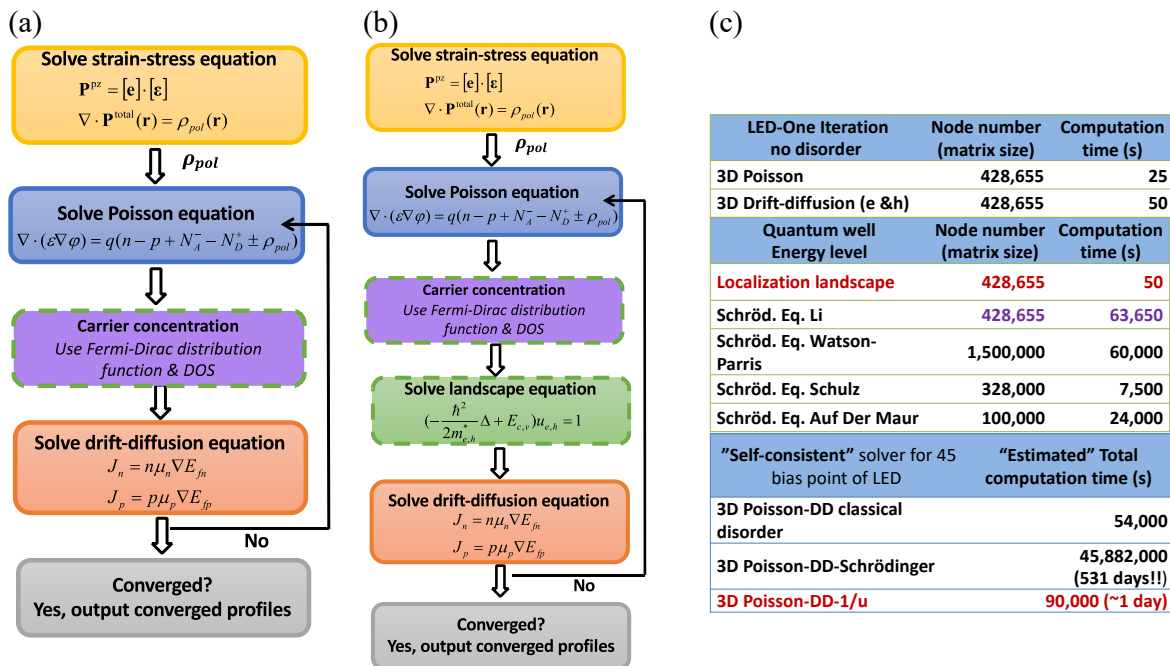 (a)
Solve strain-stress equation
P^pz = [e]·[ε]
∇ · P^total(r) = ρ_pol(r)
ρ_pol
Solve Poisson equation
∇ · (ε∇φ) = q(n − p + N_A^− − N_D^+ ± ρ_pol)
Carrier concentration
Use Fermi-Dirac distribution
function & DOS
Solve drift-diffusion equation
J_n = nμ_n∇E_fn
J_p = pμ_p∇E_fp
No
Converged?
Yes, output converged profiles
(b)
Solve strain-stress equation
P^pz = [e]·[ε]
∇ · P^total(r) = ρ_pol(r)
ρ_pol
Solve Poisson equation
∇ · (ε∇φ) = q(n − p + N_A^− − N_D^+ ± ρ_pol)
Carrier concentration
Use Fermi-Dirac distribution
function & DOS
Solve landscape equation
(−ℏ²/2m*_e,h Δ + E_c,v)u_e,h = 1
Solve drift-diffusion equation
J_n = nμ_n∇E_fn
J_p = pμ_p∇E_fp
No
Converged?
Yes, output converged profiles
(c)
LED-One Iteration Node number Computation
no disorder (matrix size) time (s)
3D Poisson 428,655 25
3D Drift-diffusion (e &h) 428,655 50
Quantum well Node number Computation
Energy level (matrix size) time (s)
Localization landscape 428,655 50
Schröd. Eq. Li 428,655 63,650
Schröd. Eq. Watson-
Parris 1,500,000 60,000
Schröd. Eq. Schulz 328,000 7,500
Schröd. Eq. Auf Der Maur 100,000 24,000
”Self-consistent” solver for 45 “Estimated” Total
bias point of LED computation time (s)
3D Poisson-DD classical
disorder 54,000
3D Poisson-DD-Schrödinger 45,882,000
(531 days!!)
3D Poisson-DD-1/u 90,000 (~1 day)